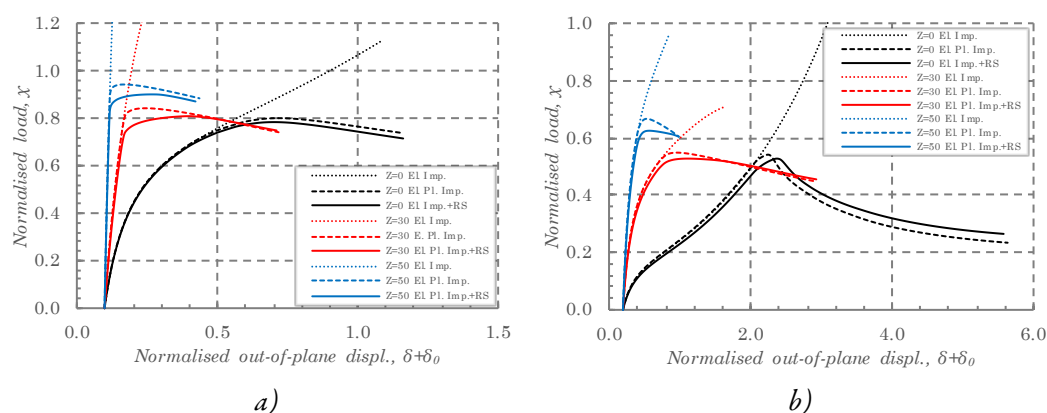 a)
b)
1.2
1.0
0.8
0.6
0.4
0.2
0.0
Normalised load, χ
Z=0 El Imp.
Z=0 El Pl. Imp.
Z=0 El Imp.+RS
Z=30 El Imp.
Z=30 E. Pl. Imp.
Z=30 El Pl. Imp.+RS
Z=50 El Imp.
Z=50 El Pl. Imp.
Z=50 El Pl. Imp.+RS
0.0 0.5 1.0 1.5
Normalised out-of-plane displ., δ+δ0
a)
1.0
0.8
0.6
0.4
0.2
0.0
Normalised load, χ
Z=0 El Imp.
Z=0 El Pl. Imp.
Z=0 El Imp.+RS
Z=30 El Imp.
Z=30 El Pl. Imp.
Z=30 El Pl. Imp+RS
Z=50 El Imp.
Z=50 El Pl. Imp.
Z=50 El Pl. Imp.+RS
0.0 2.0 4.0 6.0
Normalised out-of-plane displ., δ+δ0
b)